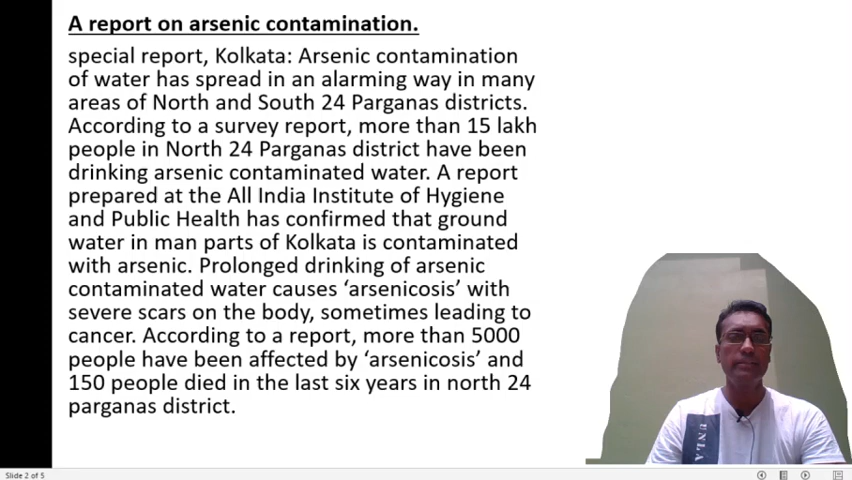 A report on arsenic contamination.
special report, Kolkata: Arsenic contamination
of water has spread in an alarming way in many
areas of North and South 24 Parganas districts.
According to a survey report, more than 15 lakh
people in North 24 Parganas district have been
drinking arsenic contaminated water. A report
prepared at the All India Institute of Hygiene
and Public Health has confirmed that ground
water in man parts of Kolkata is contaminated
with arsenic. Prolonged drinking of arsenic
contaminated water causes ‘arsenicosis’ with
severe scars on the body, sometimes leading to
cancer. According to a report, more than 5000
people have been affected by ‘arsenicosis’ and
150 people died in the last six years in north 24
parganas district.
UNLA
Slide 2 of 5